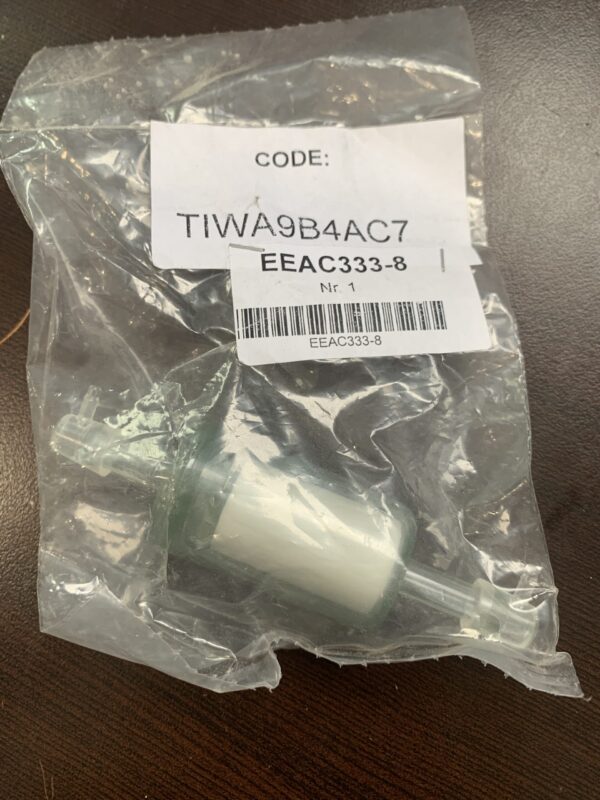 CODE:
TIWA9B4AC7
EEAC333-8
Nr. 1
EEAC333-8